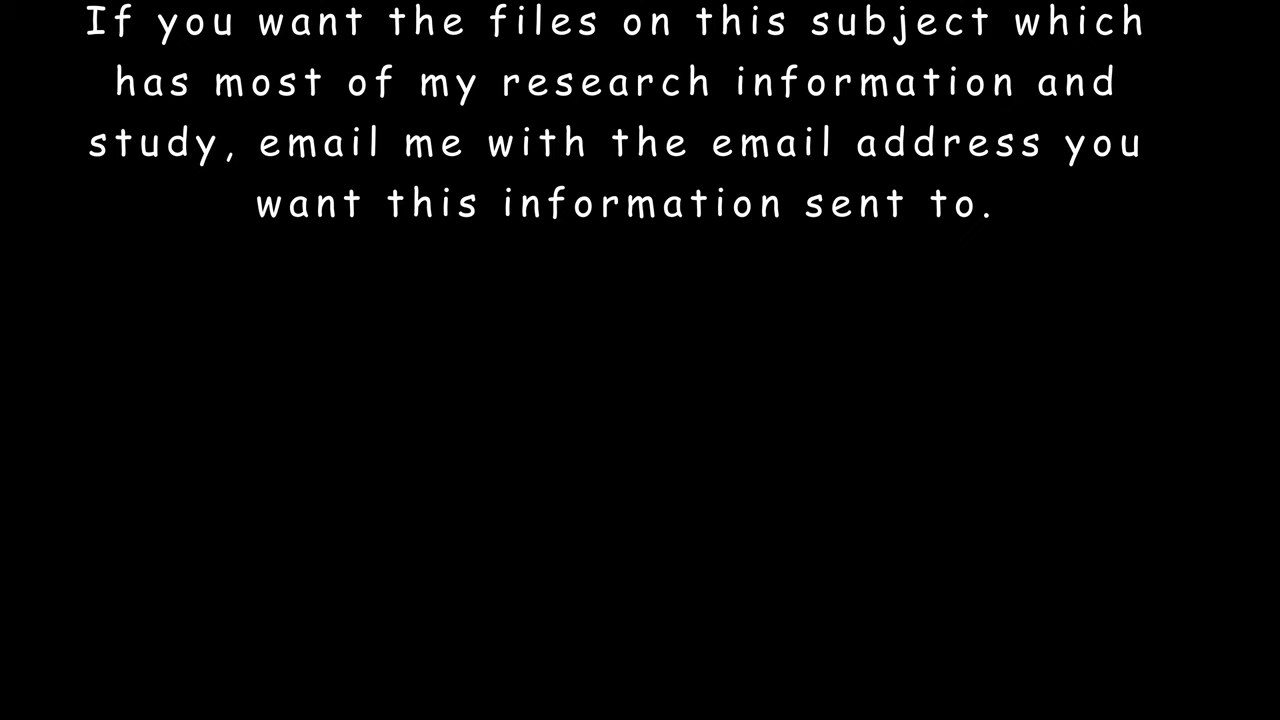 If you want the files on this subject which
has most of my research information and
study, email me with the email address you
want this information sent to.